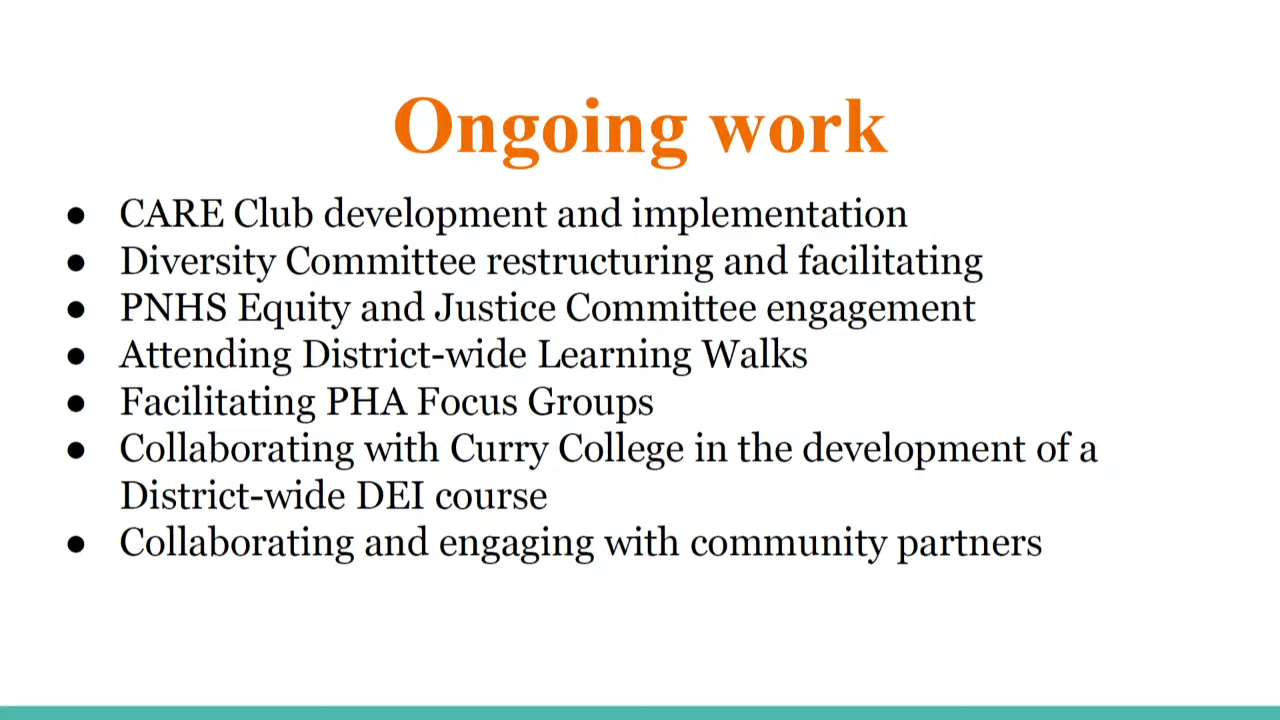 Ongoing work
● CARE Club development and implementation
● Diversity Committee restructuring and facilitating
● PNHS Equity and Justice Committee engagement
● Attending District-wide Learning Walks
● Facilitating PHA Focus Groups
● Collaborating with Curry College in the development of a
District-wide DEI course
● Collaborating and engaging with community partners